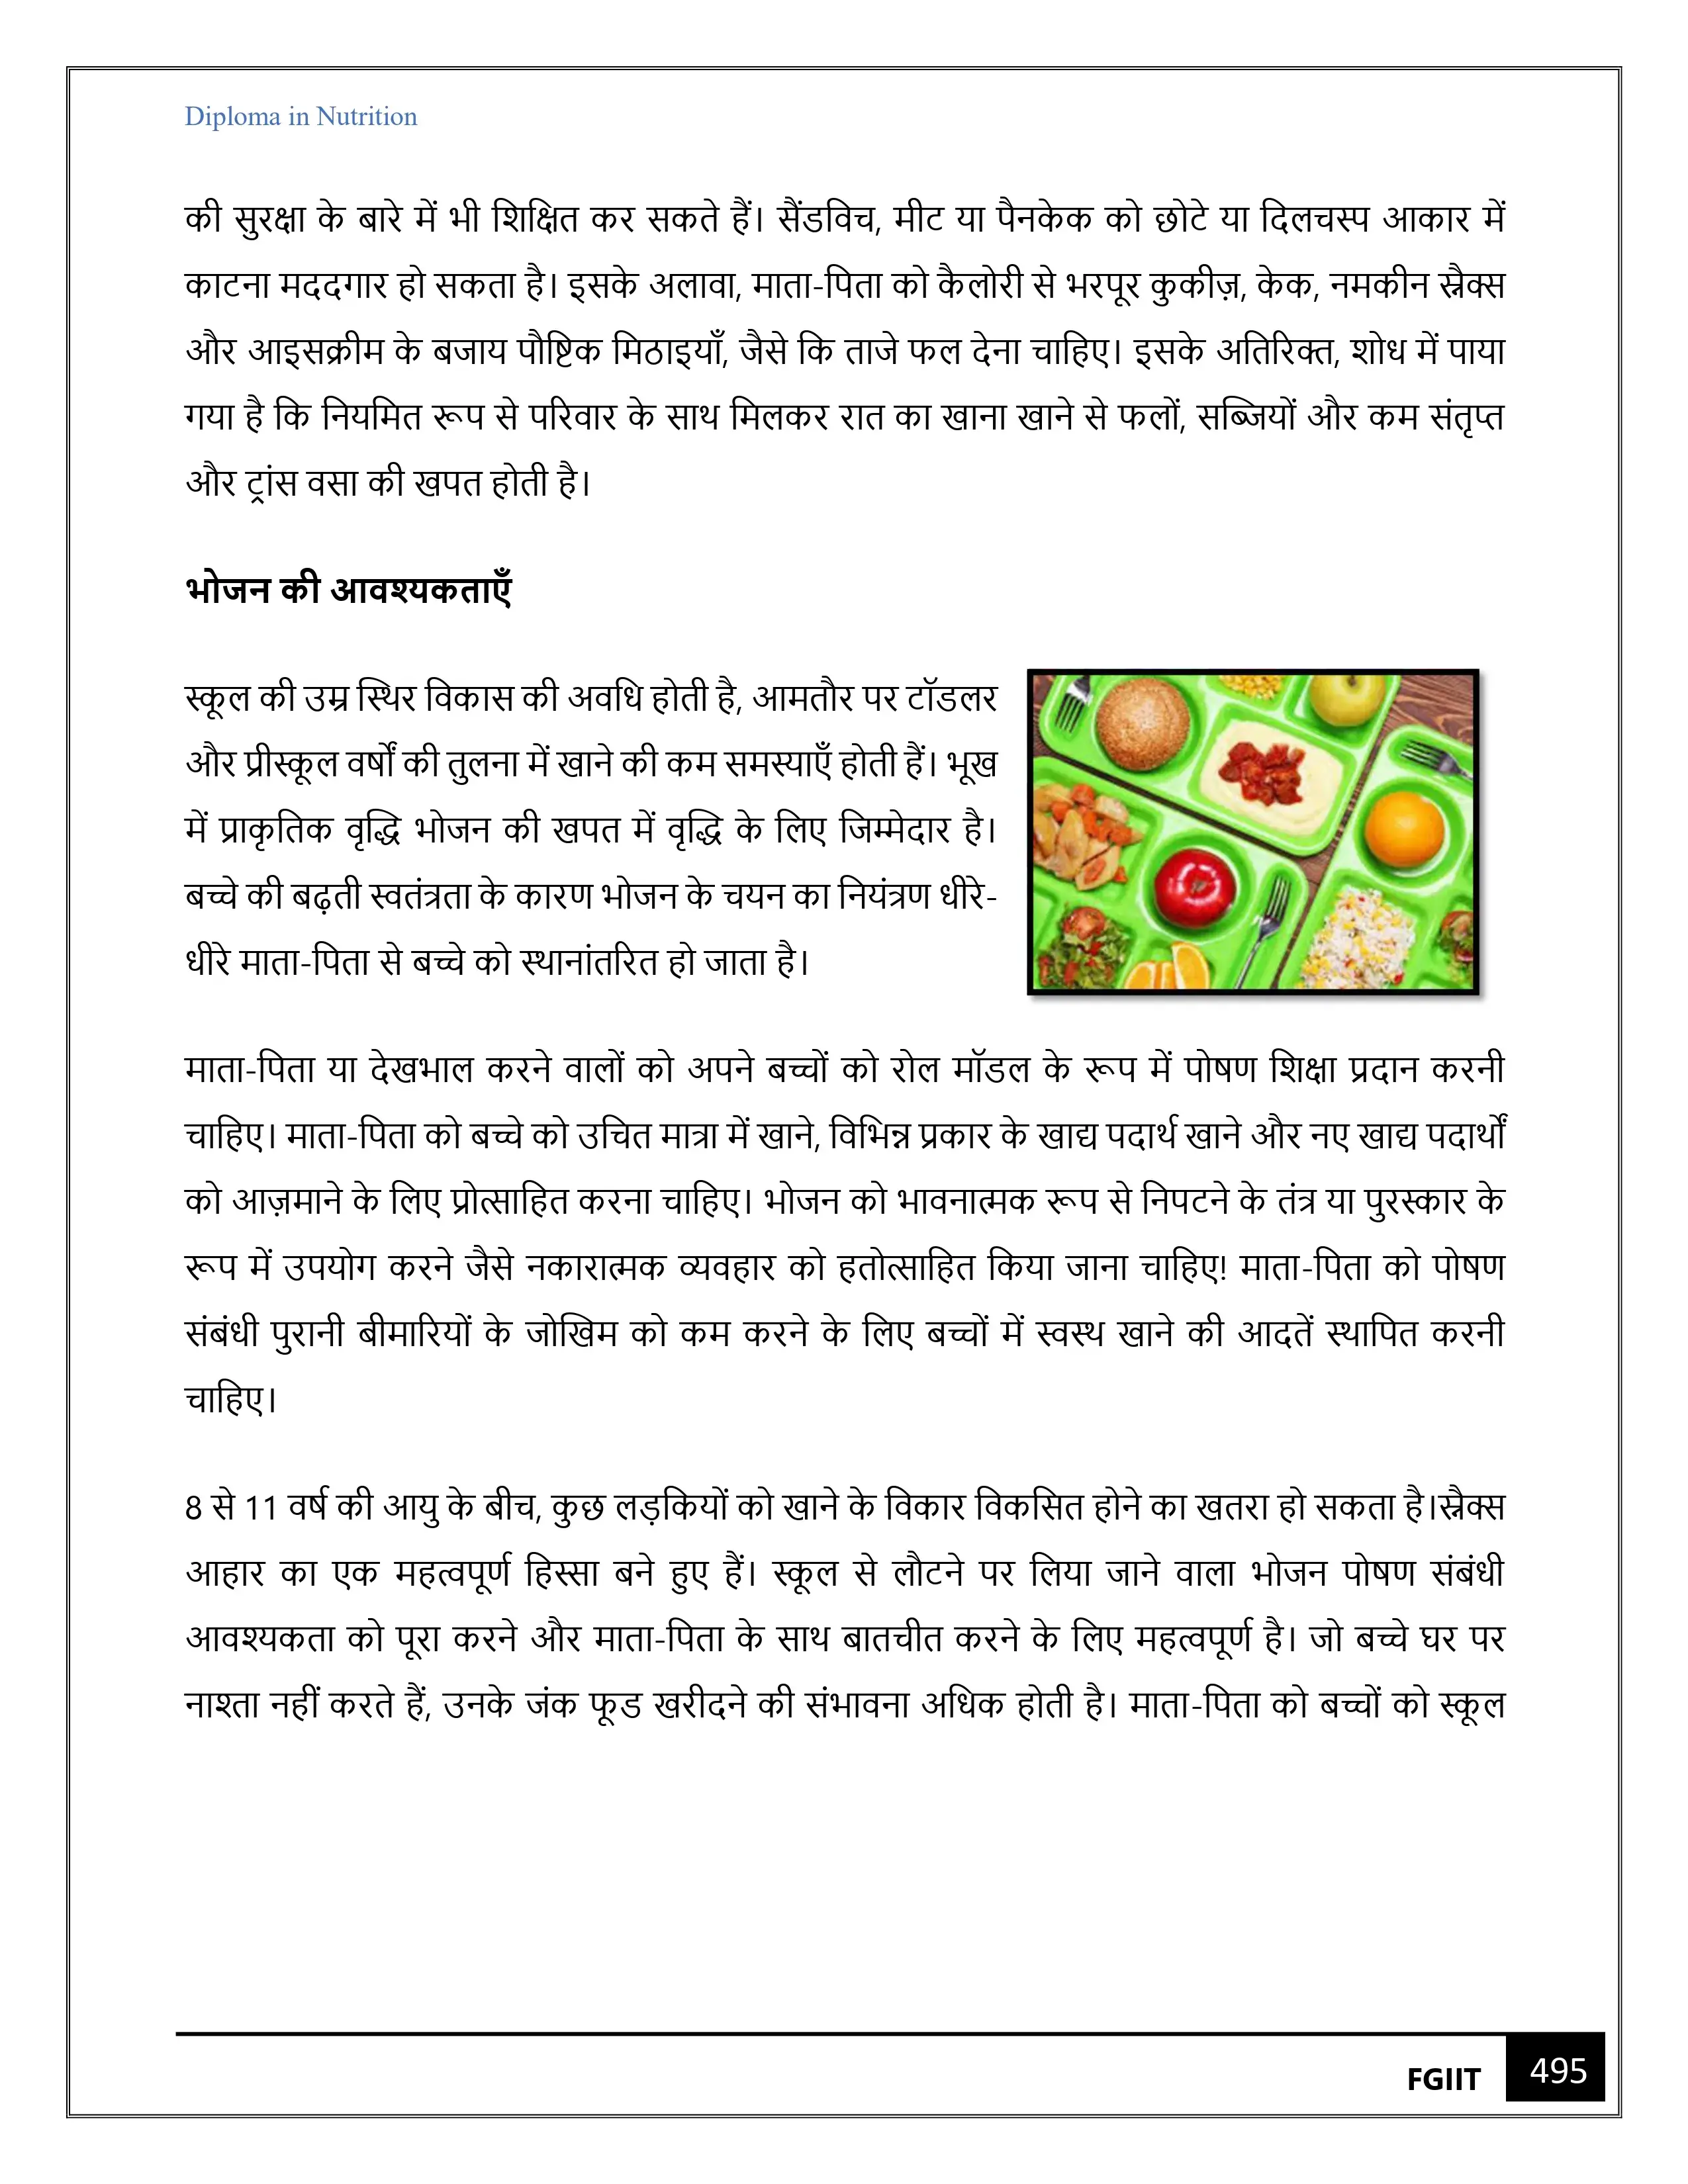 Diploma in Nutrition
की सुरक्षा के बारे में भी शिक्षित कर सकते हैं। सैंडविच, मीट या पैनकेक को छोटे या दिलचस्प आकार में
काटना मददगार हो सकता है। इसके अलावा, माता-पिता को कैलोरी से भरपूर कुकीज़, केक, नमकीन स्नैक्स
और आइसक्रीम के बजाय पौष्टिक मिठाइयाँ, जैसे कि ताजे फल देना चाहिए। इसके अतिरिक्त, शोध में पाया
गया है कि नियमित रूप से परिवार के साथ मिलकर रात का खाना खाने से फलों, सब्जियों और कम संतृप्त
और ट्रांस वसा की खपत होती है।
भोजन की आवश्यकताएँ
स्कूल की उम्र स्थिर विकास की अवधि होती है, आमतौर पर टॉडलर
और प्रीस्कूल वर्षों की तुलना में खाने की कम समस्याएँ होती हैं। भूख
में प्राकृतिक वृद्धि भोजन की खपत में वृद्धि के लिए जिम्मेदार है।
बच्चे की बढ़ती स्वतंत्रता के कारण भोजन के चयन का नियंत्रण धीरे-
धीरे माता-पिता से बच्चे को स्थानांतरित हो जाता है।
माता-पिता या देखभाल करने वालों को अपने बच्चों को रोल मॉडल के रूप में पोषण शिक्षा प्रदान करनी
चाहिए। माता-पिता को बच्चे को उचित मात्रा में खाने, विभिन्न प्रकार के खाद्य पदार्थ खाने और नए खाद्य पदार्थों
को आज़माने के लिए प्रोत्साहित करना चाहिए। भोजन को भावनात्मक रूप से निपटने के तंत्र या पुरस्कार के
रूप में उपयोग करने जैसे नकारात्मक व्यवहार को हतोत्साहित किया जाना चाहिए! माता-पिता को पोषण
संबंधी पुरानी बीमारियों के जोखिम को कम करने के लिए बच्चों में स्वस्थ खाने की आदतें स्थापित करनी
चाहिए।
8 से 11 वर्ष की आयु के बीच, कुछ लड़कियों को खाने के विकार विकसित होने का खतरा हो सकता है।स्नैक्स
आहार का एक महत्वपूर्ण हिस्सा बने हुए हैं। स्कूल से लौटने पर लिया जाने वाला भोजन पोषण संबंधी
आवश्यकता को पूरा करने और माता-पिता के साथ बातचीत करने के लिए महत्वपूर्ण है। जो बच्चे घर पर
नाश्ता नहीं करते हैं, उनके जंक फूड खरीदने की संभावना अधिक होती है। माता-पिता को बच्चों को स्कूल
FGIIT 495